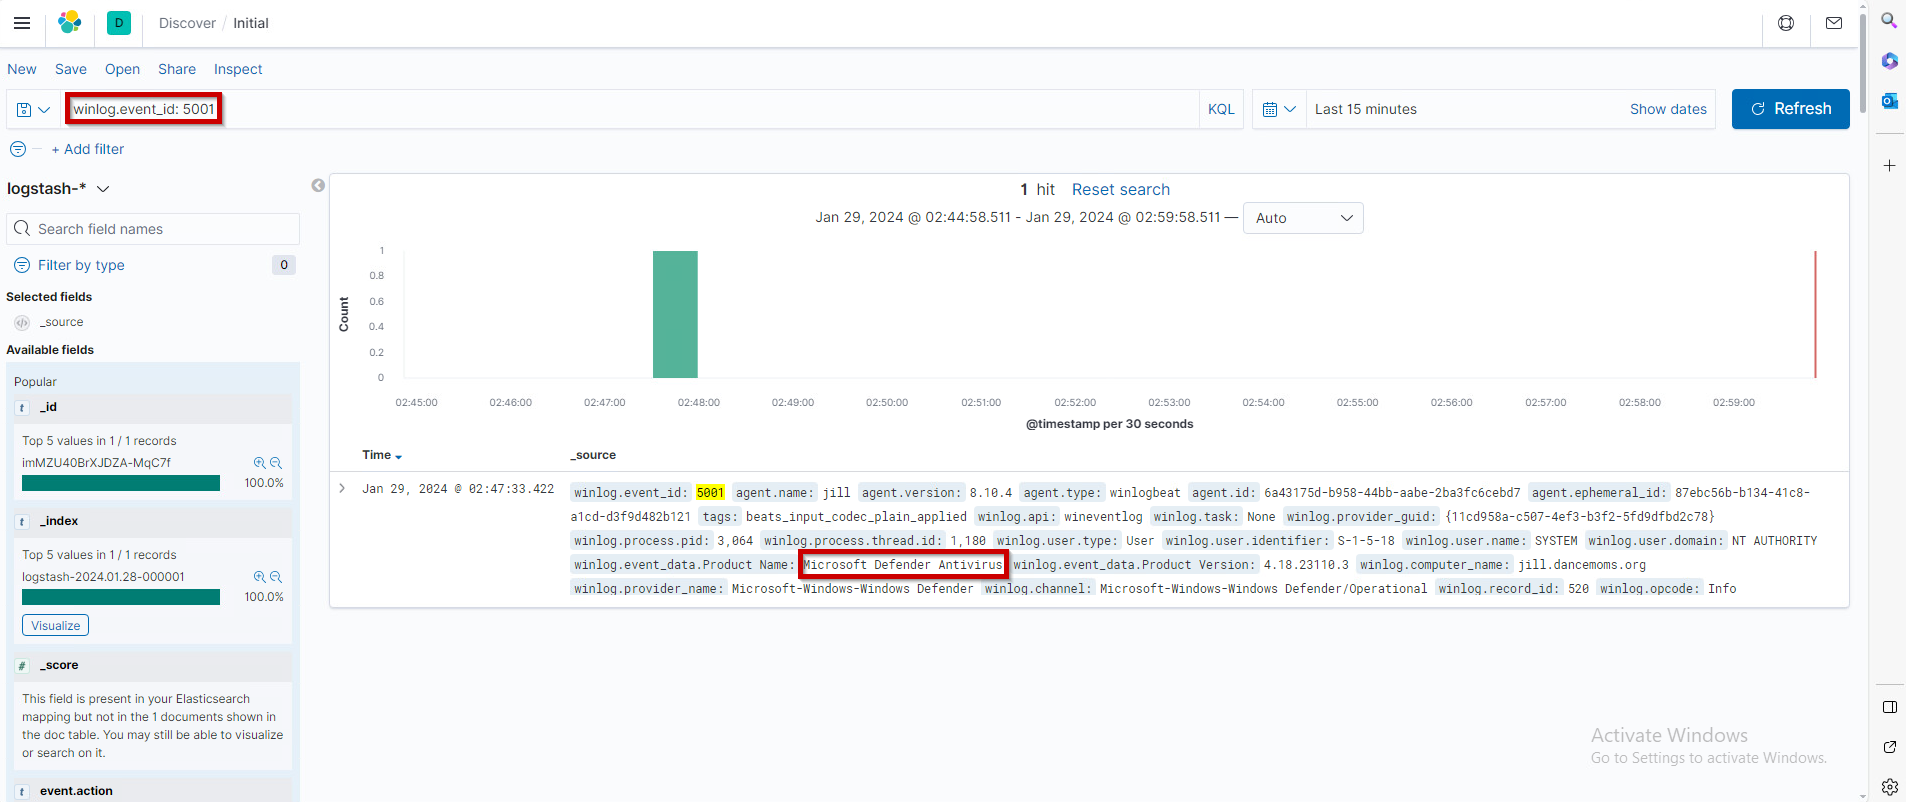 D Discover / Initial
New Save Open Share Inspect
winlog.event_id: 5001 KQL Last 15 minutes Show dates Refresh
+ Add filter
logstash-*
1 hit Reset search
Jan 29, 2024 @ 02:44:58.511 - Jan 29, 2024 @ 02:59:58.511 — Auto
Search field names
Filter by type 0
Selected fields
_source
Available fields
Popular
t _id
Top 5 values in 1 / 1 records
imMZU40BrXJDZA-MqC7f
100.0%
t _index
Top 5 values in 1 / 1 records
logstash-2024.01.28-000001
100.0%
Visualize
# _score
This field is present in your Elasticsearch
mapping but not in the 1 documents shown in
the doc table. You may still be able to visualize
or search on it.
t event.action
Count
1
0.8
0.6
0.4
0.2
0
02:45:00 02:46:00 02:47:00 02:48:00 02:49:00 02:50:00 02:51:00 02:52:00 02:53:00 02:54:00 02:55:00 02:56:00 02:57:00 02:58:00 02:59:00
@timestamp per 30 seconds
Time _source
Jan 29, 2024 @ 02:47:33.422 winlog.event_id: 5001 agent.name: jill agent.version: 8.10.4 agent.type: winlogbeat agent.id: 6a43175d-b958-44bb-aabe-2ba3fc6cebd7 agent.ephemeral_id: 87ebc56b-b134-41c8-
a1cd-d3f9d482b121 tags: beats_input_codec_plain_applied winlog.api: wineventlog winlog.task: None winlog.provider_guid: {11cd958a-c507-4ef3-b3f2-5fd9dfbd2c78}
winlog.process.pid: 3,064 winlog.process.thread.id: 1,180 winlog.user.type: User winlog.user.identifier: S-1-5-18 winlog.user.name: SYSTEM winlog.user.domain: NT AUTHORITY
winlog.event_data.Product Name: Microsoft Defender Antivirus winlog.event_data.Product Version: 4.18.23110.3 winlog.computer_name: jill.dancemoms.org
winlog.provider_name: Microsoft-Windows-Windows Defender winlog.channel: Microsoft-Windows-Windows Defender/Operational winlog.record_id: 520 winlog.opcode: Info
Activate Windows
Go to Settings to activate Windows.